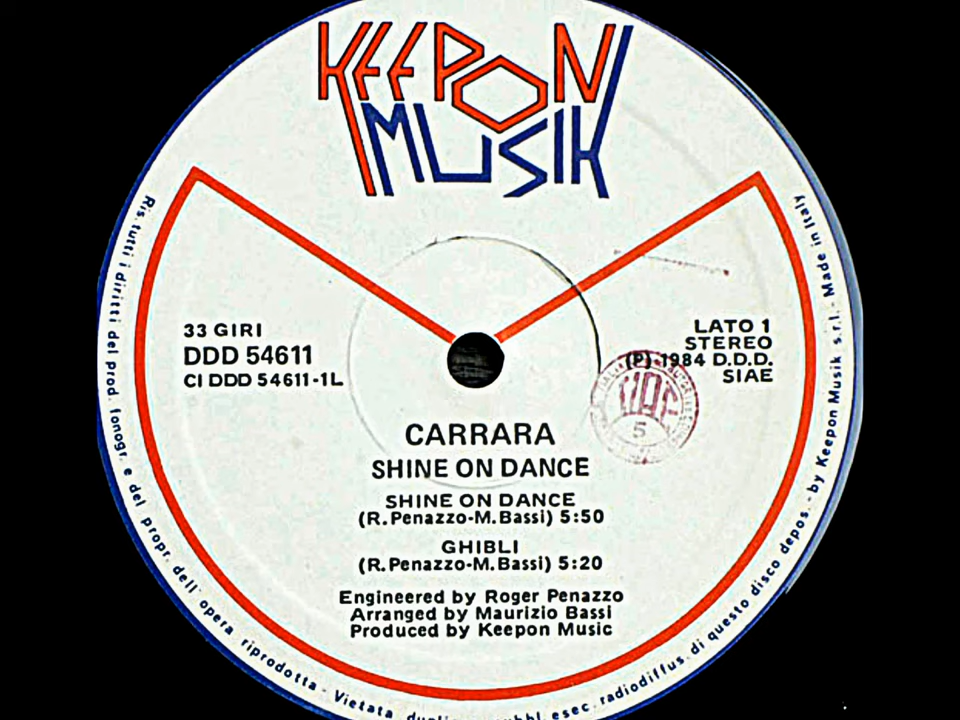 KEEPON
MUSIK
33 GIRI
DDD 54611
CI DDD 54611-1L
LATO 1
STEREO
(P) 1984 D.D.D.
SIAE
5
CARRARA
SHINE ON DANCE
SHINE ON DANCE
(R. Penazzo-M. Bassi) 5:50
GHIBLI
(R. Penazzo-M. Bassi) 5:20
Engineered by Roger Penazzo
Arranged by Maurizio Bassi
Produced by Keepon Music
Ris. tutti i diritti del prod. fonogr. e del propr. dell' opera riprodotta - Vietata esec. radiodiffus. di questo disco depos. - by Keepon Musik s.r.l. - Made in Italy